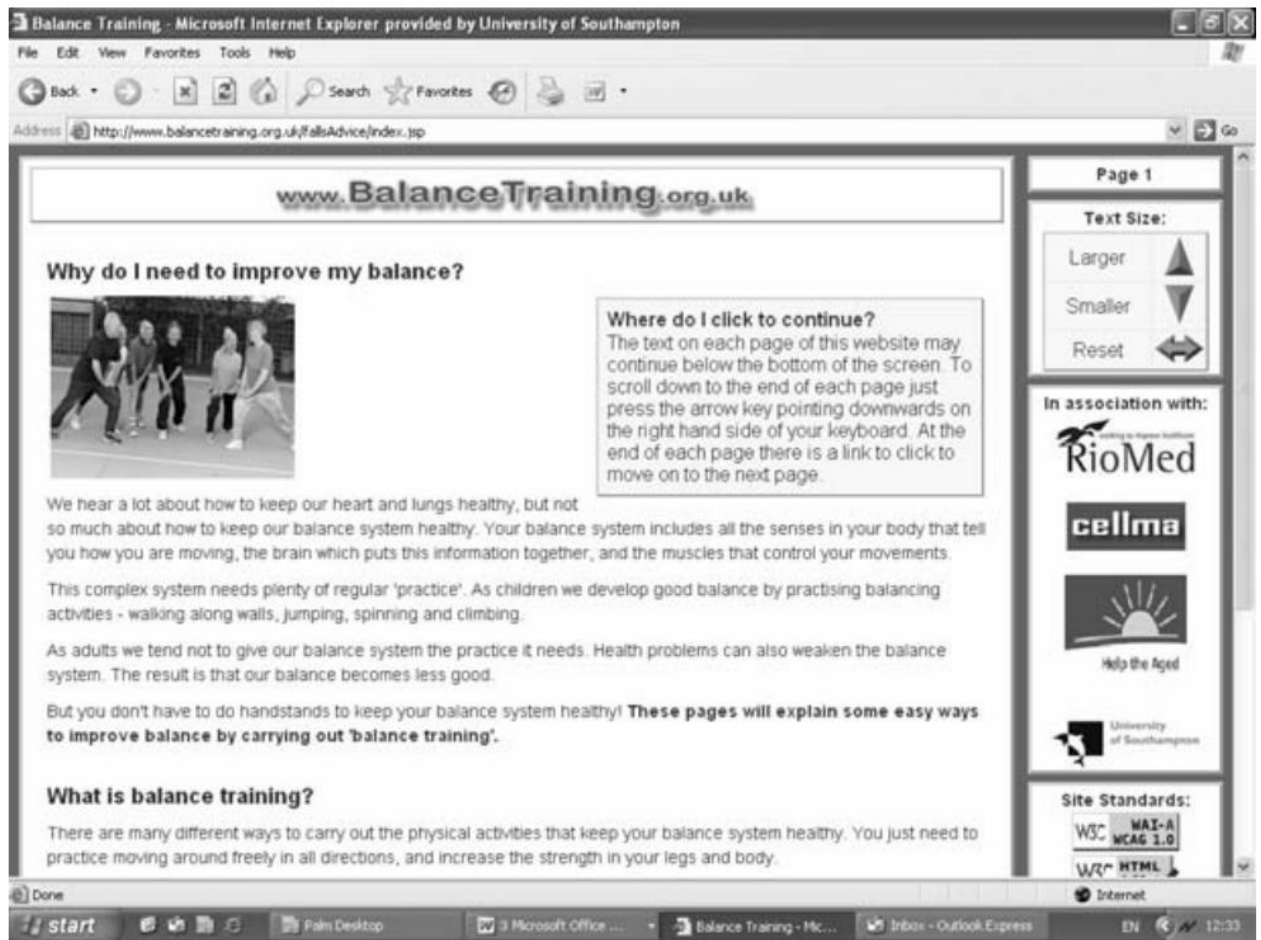 Balance Training - Microsoft Internet Explorer provided by University of Southampton
File Edit View Favorites Tools Help
Back Search Favorites
Address http://www.balancetraining.org.uk/fallsAdvice/index.jsp Go
www.BalanceTraining.org.uk
Why do I need to improve my balance?
Where do I click to continue?
The text on each page of this website may
continue below the bottom of the screen. To
scroll down to the end of each page just
press the arrow key pointing downwards on
the right hand side of your keyboard. At the
end of each page there is a link to click to
move on to the next page.
We hear a lot about how to keep our heart and lungs healthy, but not
so much about how to keep our balance system healthy. Your balance system includes all the senses in your body that tell
you how you are moving, the brain which puts this information together, and the muscles that control your movements.
This complex system needs plenty of regular 'practice'. As children we develop good balance by practising balancing
activities - walking along walls, jumping, spinning and climbing.
As adults we tend not to give our balance system the practice it needs. Health problems can also weaken the balance
system. The result is that our balance becomes less good.
But you don't have to do handstands to keep your balance system healthy! These pages will explain some easy ways
to improve balance by carrying out 'balance training'.
What is balance training?
There are many different ways to carry out the physical activities that keep your balance system healthy. You just need to
practice moving around freely in all directions, and increase the strength in your legs and body.
Page 1
Text Size:
Larger
Smaller
Reset
In association with:
working to improve healthcare
RioMed
cellma
Help the Aged
University
of Southampton
Site Standards:
W3C WAI-A
WCAG 1.0
W3C HTML
Done Internet
start Palm Desktop 3 Microsoft Office ... Balance Training - Mic... Inbox - Outlook Express EN 12:33